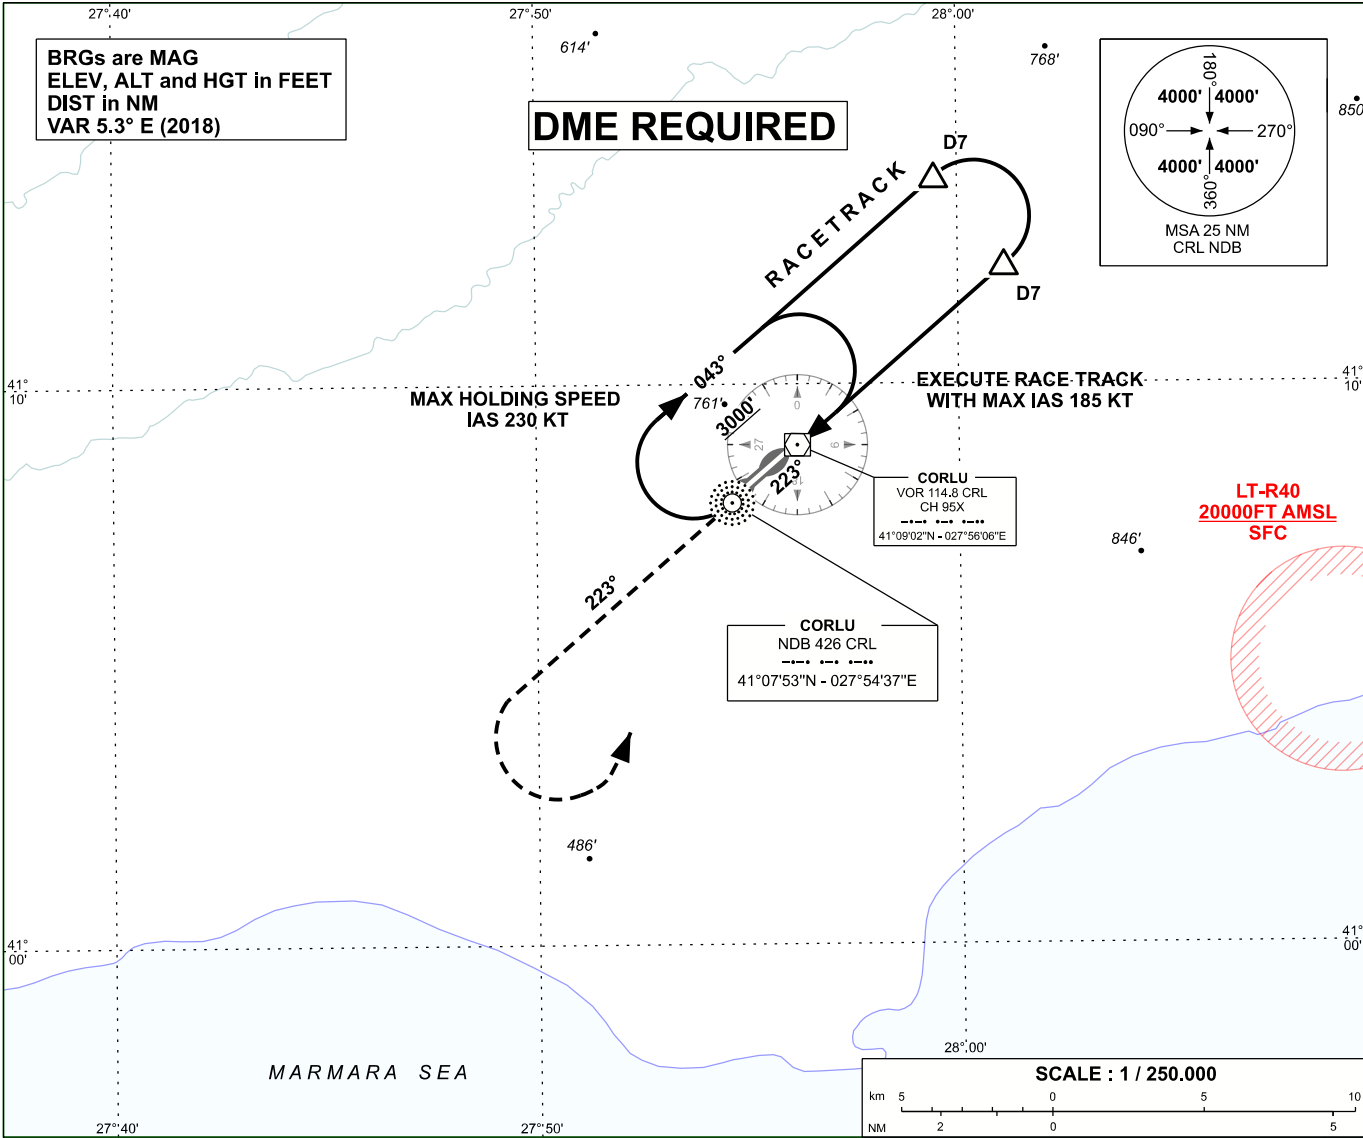 27°40'
27°50'
28°00'
BRGs are MAG
ELEV, ALT and HGT in FEET
DIST in NM
VAR 5.3° E (2018)
614'
768'
850'
DME REQUIRED
180°
4000' 4000'
090° 270°
4000' 4000'
360°
MSA 25 NM
CRL NDB
D7
RACETRACK
D7
043°
41°
10'
41°
10'
MAX HOLDING SPEED
IAS 230 KT
EXECUTE RACE TRACK
WITH MAX IAS 185 KT
761'
3000'
0
27
9
18
223°
CORLU
VOR 114.8 CRL
CH 95X
41°09'02"N - 027°56'06"E
LT-R40
20000FT AMSL
SFC
846'
223°
CORLU
NDB 426 CRL
41°07'53"N - 027°54'37"E
486'
41°
00'
41°
00'
28°00'
MARMARA SEA
SCALE : 1 / 250.000
km 5 0 5 10
NM 2 0 5
27°40'
27°50'